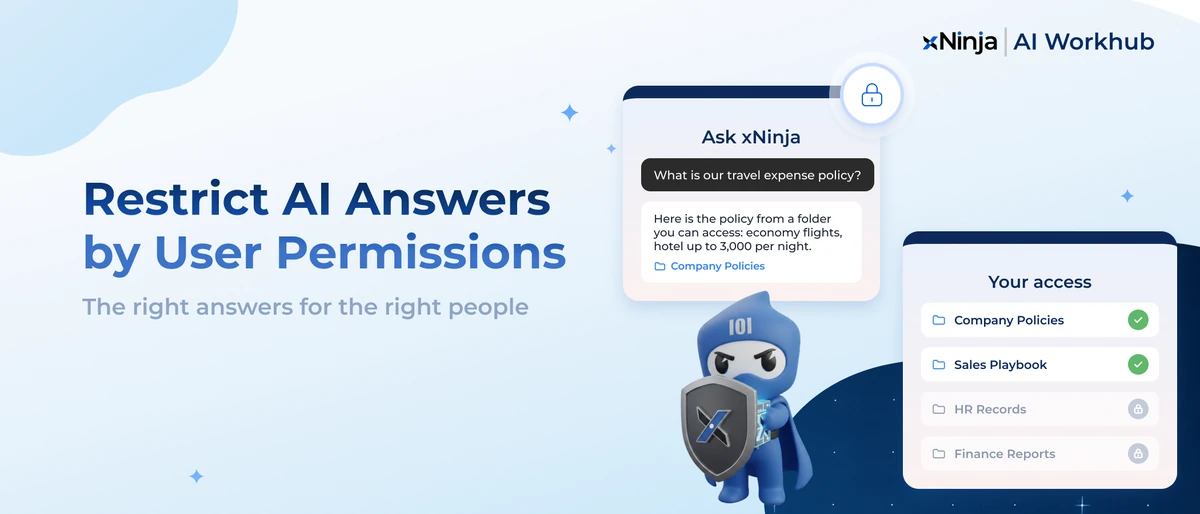 xNinja | AI Workhub
Restrict AI Answers
by User Permissions
The right answers for the right people
Ask xNinja
What is our travel expense policy?
Here is the policy from a folder
you can access: economy flights,
hotel up to 3,000 per night.
Company Policies
101
Your access
Company Policies
Sales Playbook
HR Records
Finance Reports